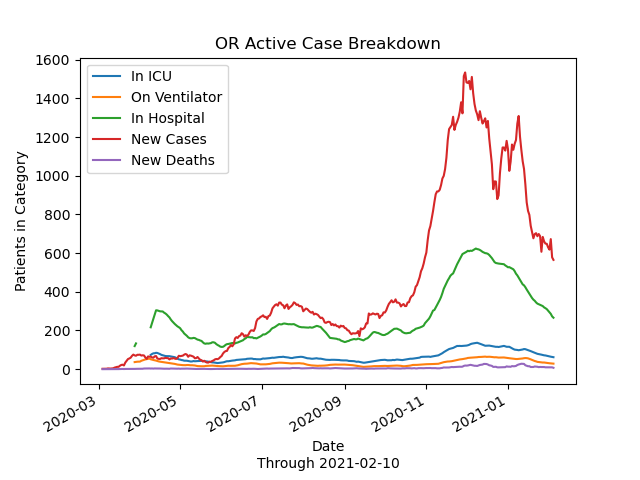 OR Active Case Breakdown
In ICU
On Ventilator
In Hospital
New Cases
New Deaths
Patients in Category
1600
1400
1200
1000
800
600
400
200
0
2020-03
2020-05
2020-07
2020-09
2020-11
2021-01
Date
Through 2021-02-10